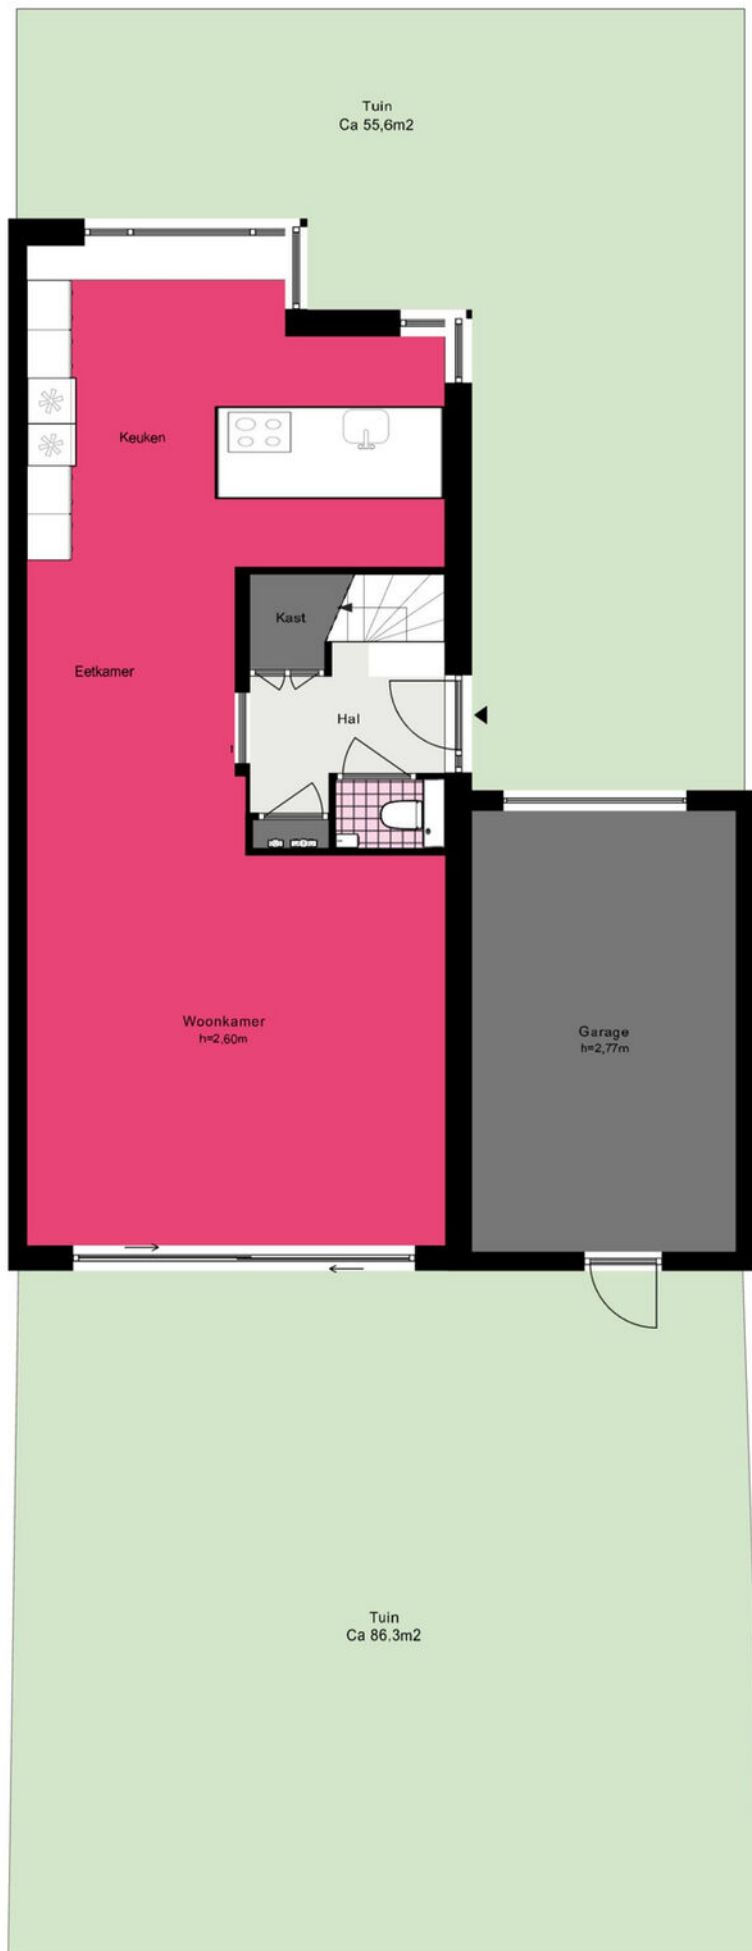 Tuin
Ca 55,6m2
Keuken
Kast
Eetkamer
Hal
Woonkamer
h=2,60m
Garage
h=2,77m
Tuin
Ca 86,3m2